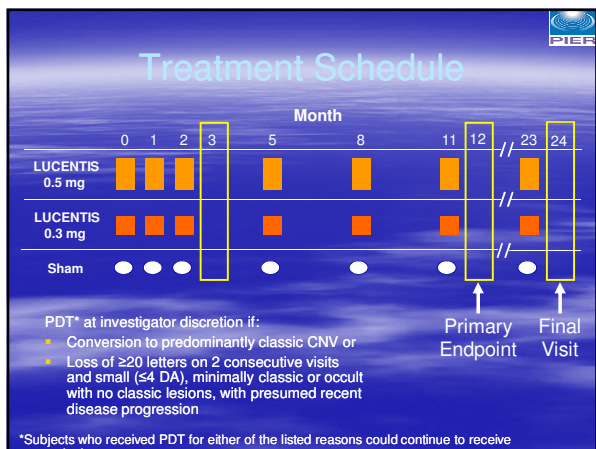 PIER
Treatment Schedule
Month
0 1 2 3 5 8 11 12 // 23 24
LUCENTIS
0.5 mg
//
LUCENTIS
0.3 mg
//
Sham
PDT* at investigator discretion if:
Conversion to predominantly classic CNV or
Loss of ≥20 letters on 2 consecutive visits
and small (≤4 DA), minimally classic or occult
with no classic lesions, with presumed recent
disease progression
Primary
Endpoint
Final
Visit
*Subjects who received PDT for either of the listed reasons could continue to receive